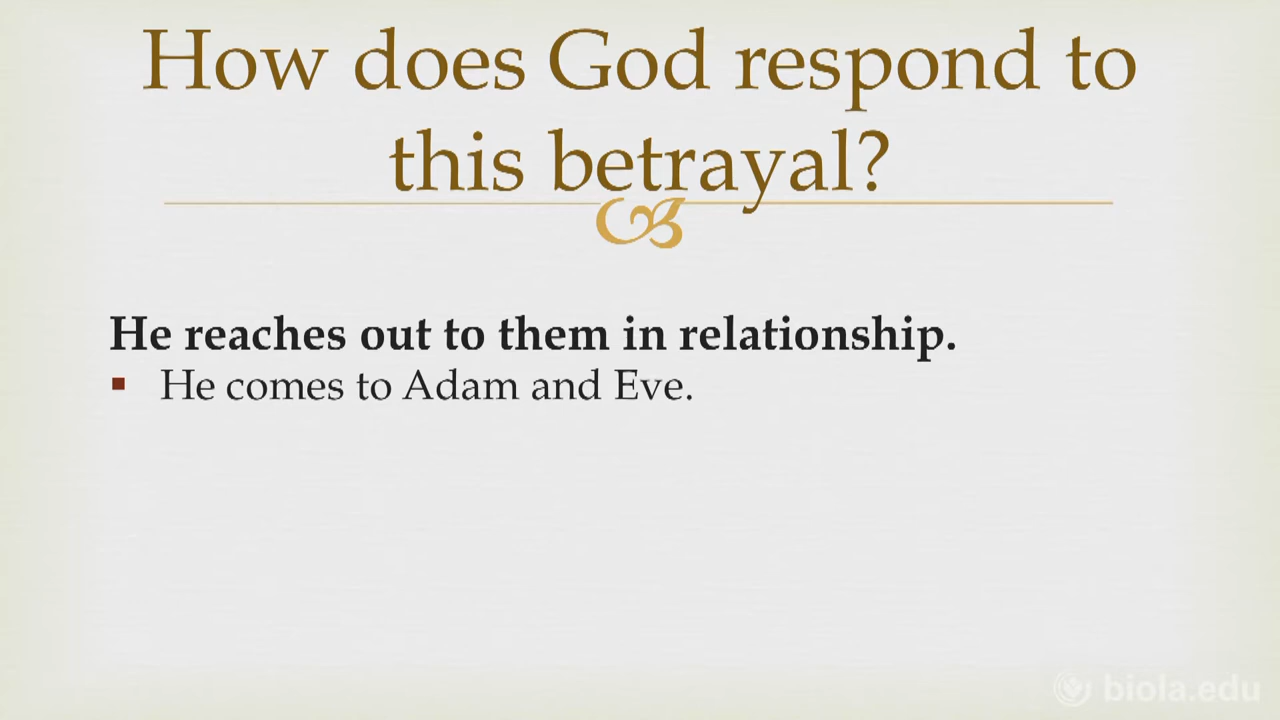 How does God respond to
this betrayal?
He reaches out to them in relationship.
▪ He comes to Adam and Eve.
biola.edu